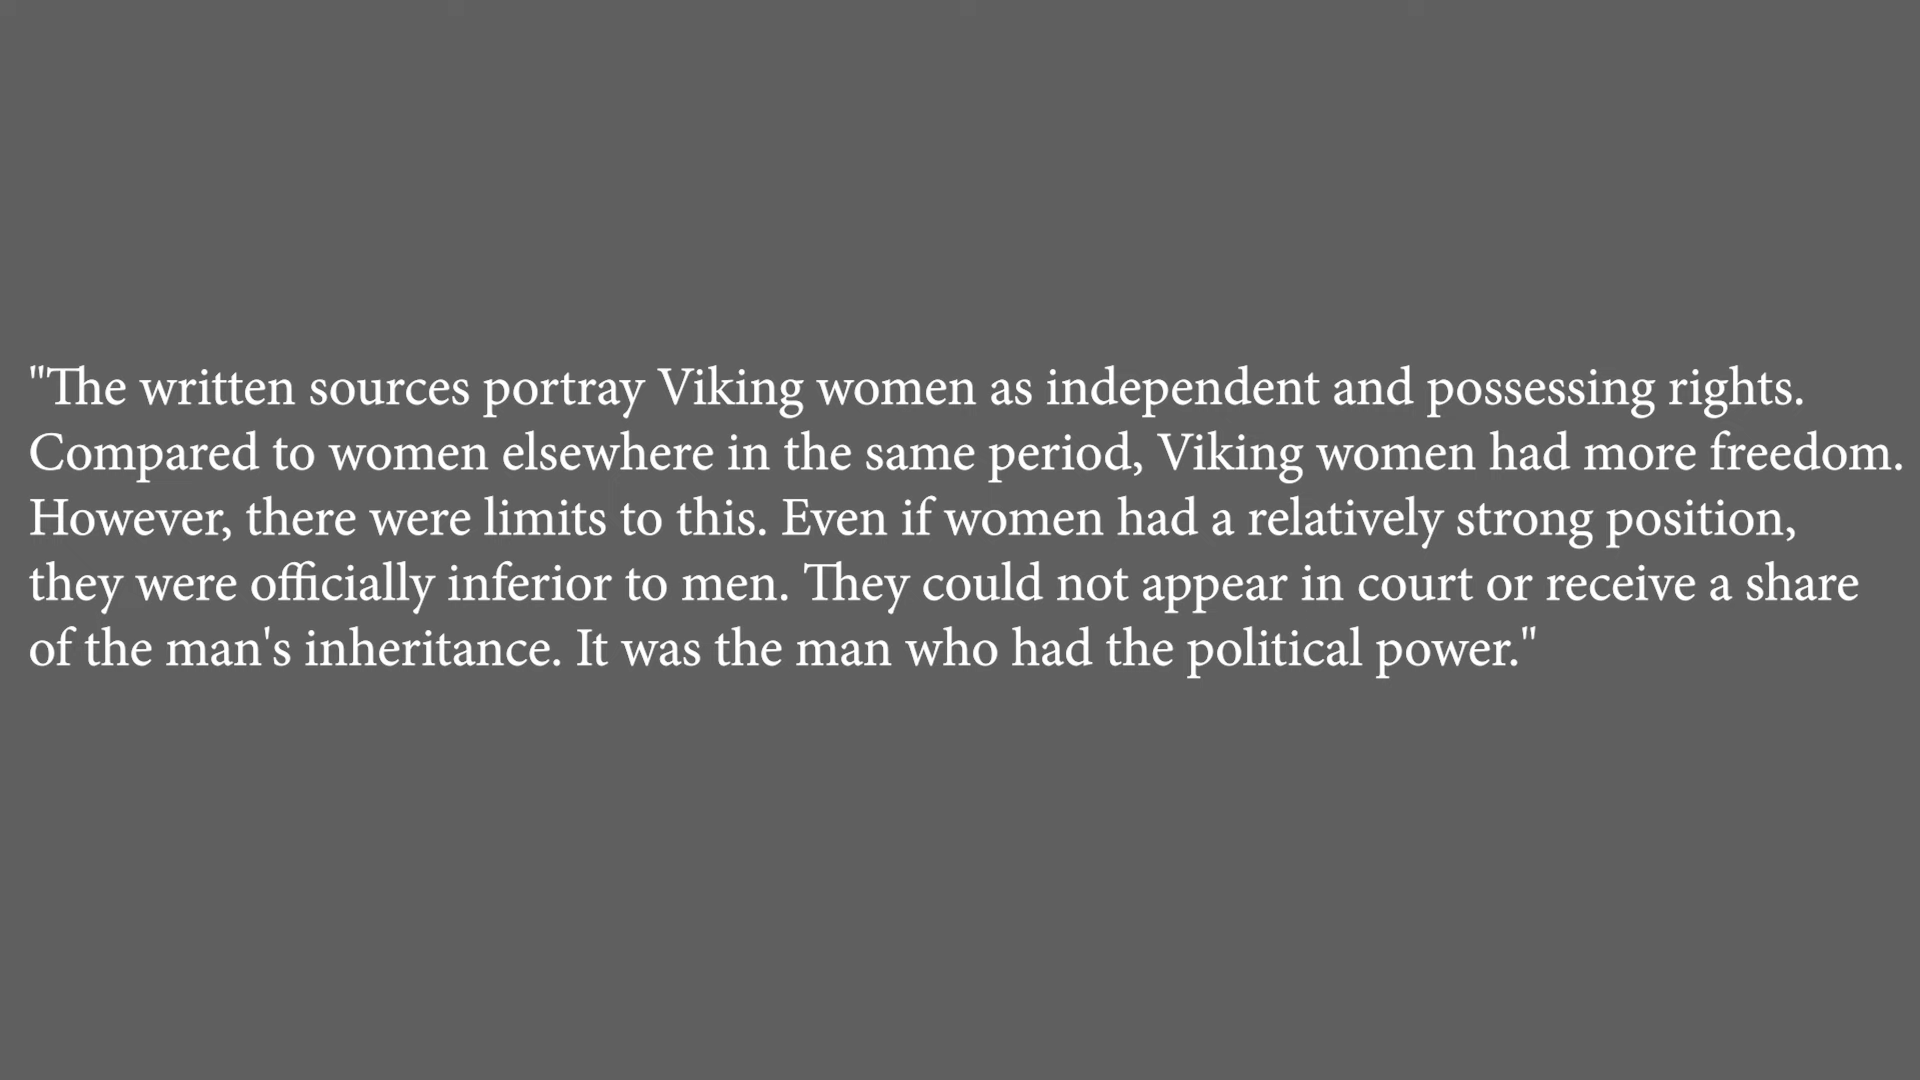 "The written sources portray Viking women as independent and possessing rights.
Compared to women elsewhere in the same period, Viking women had more freedom.
However, there were limits to this. Even if women had a relatively strong position,
they were officially inferior to men. They could not appear in court or receive a share
of the man's inheritance. It was the man who had the political power."